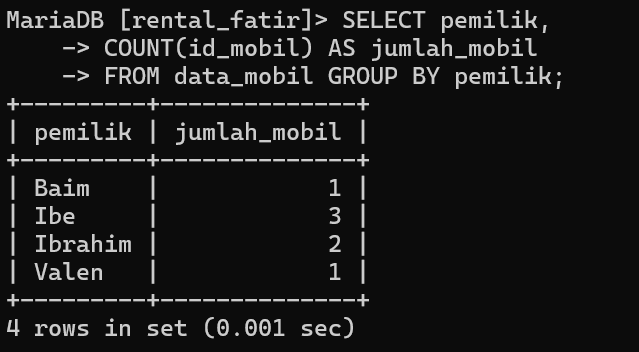 MariaDB [rental_fatir]> SELECT pemilik,
    -> COUNT(id_mobil) AS jumlah_mobil
    -> FROM data_mobil GROUP BY pemilik;
+---------+--------------+
| pemilik | jumlah_mobil |
+---------+--------------+
| Baim    |            1 |
| Ibe     |            3 |
| Ibrahim |            2 |
| Valen   |            1 |
+---------+--------------+
4 rows in set (0.001 sec)